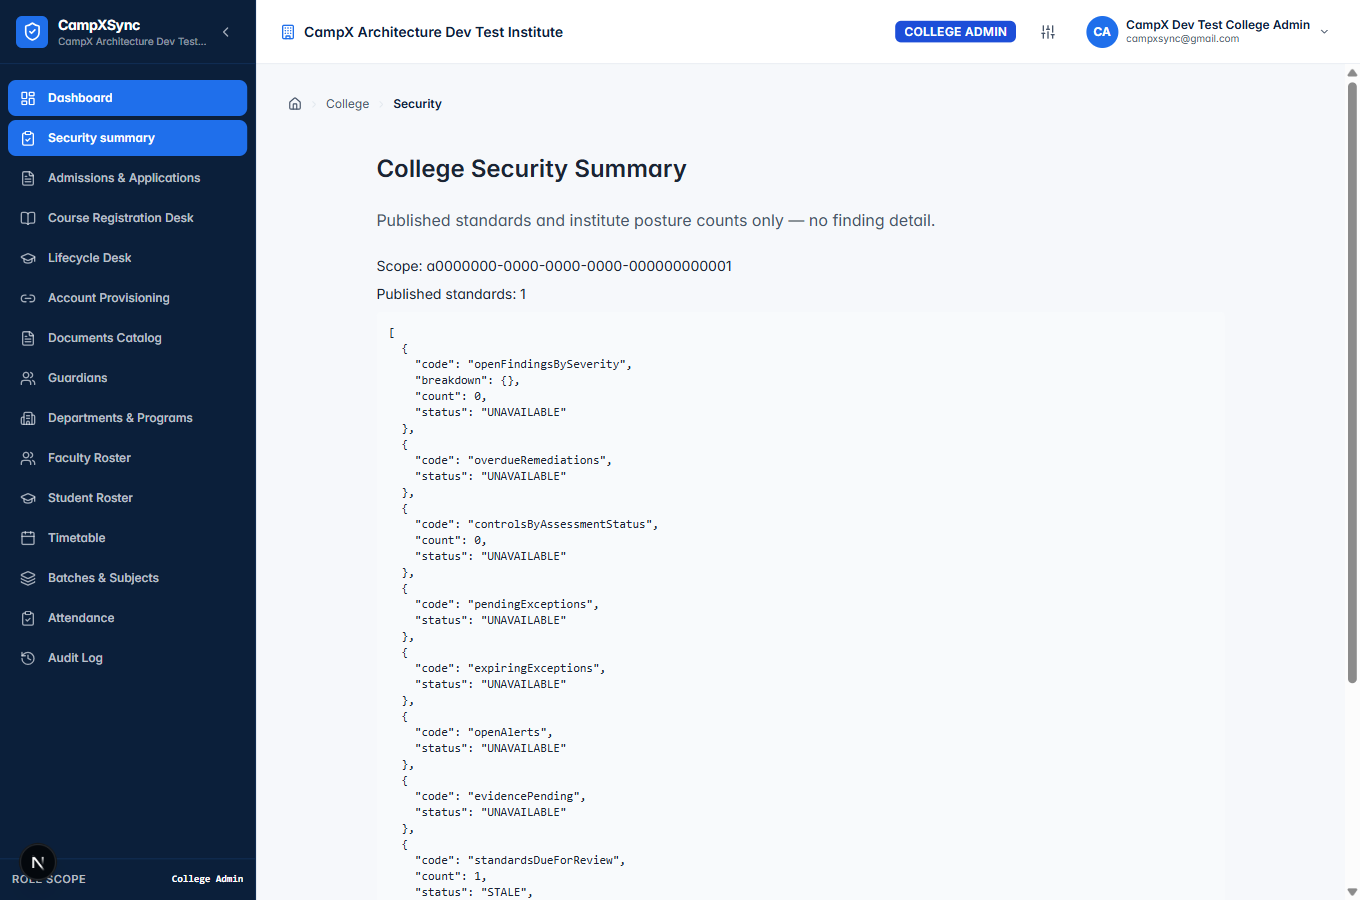 CampXSync
CampX Architecture Dev Test...
Dashboard
Security summary
Admissions & Applications
Course Registration Desk
Lifecycle Desk
Account Provisioning
Documents Catalog
Guardians
Departments & Programs
Faculty Roster
Student Roster
Timetable
Batches & Subjects
Attendance
Audit Log
N
ROLE SCOPE
College Admin
CampX Architecture Dev Test Institute
COLLEGE ADMIN
CA
CampX Dev Test College Admin
campxsync@gmail.com
College
Security
College Security Summary
Published standards and institute posture counts only — no finding detail.
Scope: a0000000-0000-0000-0000-000000000001
Published standards: 1
[
{
"code": "openFindingsBySeverity",
"breakdown": {},
"count": 0,
"status": "UNAVAILABLE"
},
{
"code": "overdueRemediations",
"status": "UNAVAILABLE"
},
{
"code": "controlsByAssessmentStatus",
"count": 0,
"status": "UNAVAILABLE"
},
{
"code": "pendingExceptions",
"status": "UNAVAILABLE"
},
{
"code": "expiringExceptions",
"status": "UNAVAILABLE"
},
{
"code": "openAlerts",
"status": "UNAVAILABLE"
},
{
"code": "evidencePending",
"status": "UNAVAILABLE"
},
{
"code": "standardsDueForReview",
"count": 1,
"status": "STALE",